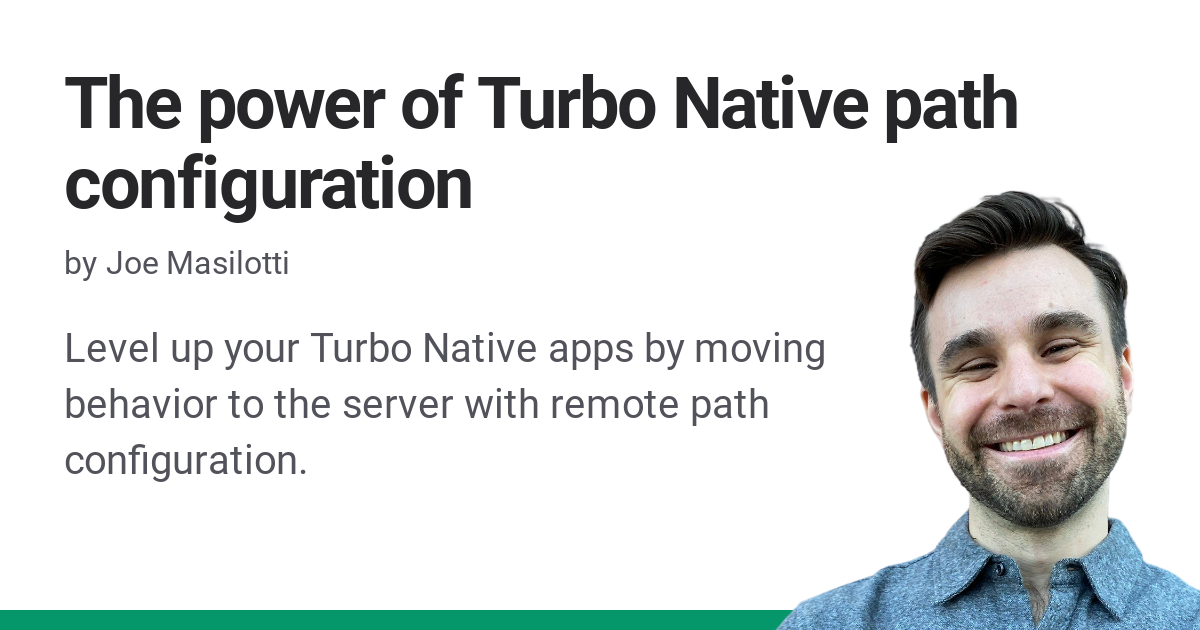 The power of Turbo Native path
configuration
by Joe Masilotti
Level up your Turbo Native apps by moving
behavior to the server with remote path
configuration.